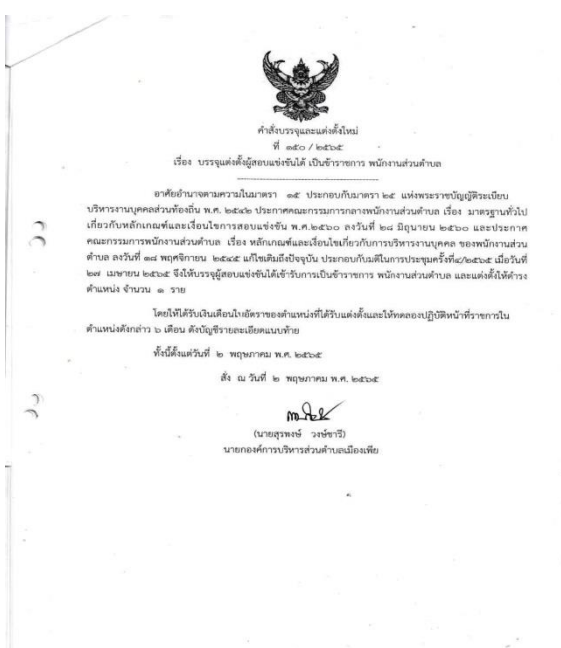 คำสั่งบรรจุและแต่งตั้งใหม่
ที่ ๑๕๐ / ๒๕๖๕
เรื่อง บรรจุแต่งตั้งผู้สอบแข่งขันได้ เป็นข้าราชการ พนักงานส่วนตำบล
อาศัยอำนาจตามความในมาตรา ๑๕ ประกอบกับมาตรา ๒๕ แห่งพระราชบัญญัติระเบียบ
บริหารงานบุคคลส่วนท้องถิ่น พ.ศ. ๒๕๔๒ ประกาศคณะกรรมการกลางพนักงานส่วนตำบล เรื่อง มาตรฐานทั่วไป
เกี่ยวกับหลักเกณฑ์และเงื่อนไขการสอบแข่งขัน พ.ศ.๒๕๖๐ ลงวันที่ ๒๘ มิถุนายน ๒๕๖๐ และประกาศ
คณะกรรมการพนักงานส่วนตำบล เรื่อง หลักเกณฑ์และเงื่อนไขเกี่ยวกับการบริหารงานบุคคล ของพนักงานส่วน
ตำบล ลงวันที่ ๑๘ พฤศจิกายน ๒๕๔๕ แก้ไขเติมถึงปัจจุบัน ประกอบกับมติในการประชุมครั้งที่๔/๒๕๖๕ เมื่อวันที่
๒๗ เมษายน ๒๕๖๕ จึงให้บรรจุผู้สอบแข่งขันได้เข้ารับการเป็นข้าราชการ พนักงานส่วนตำบล และแต่งตั้งให้ดำรง
ตำแหน่ง จำนวน ๑ ราย
โดยให้ได้รับเงินเดือนในอัตราของตำแหน่งที่ได้รับแต่งตั้งและให้ทดลองปฏิบัติหน้าที่ราชการใน
ตำแหน่งดังกล่าว ๖ เดือน ดังบัญชีรายละเอียดแนบท้าย
ทั้งนี้ตั้งแต่วันที่ ๒ พฤษภาคม พ.ศ. ๒๕๖๕
สั่ง ณ วันที่ ๒ พฤษภาคม พ.ศ. ๒๕๖๕
(นายสุรพงษ์ วงษ์ชารี)
นายกองค์การบริหารส่วนตำบลเมืองเพีย